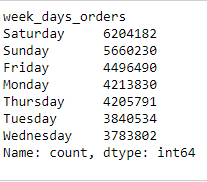 week_days_orders
Saturday 6204182
Sunday 5660230
Friday 4496490
Monday 4213830
Thursday 4205791
Tuesday 3840534
Wednesday 3783802
Name: count, dtype: int64